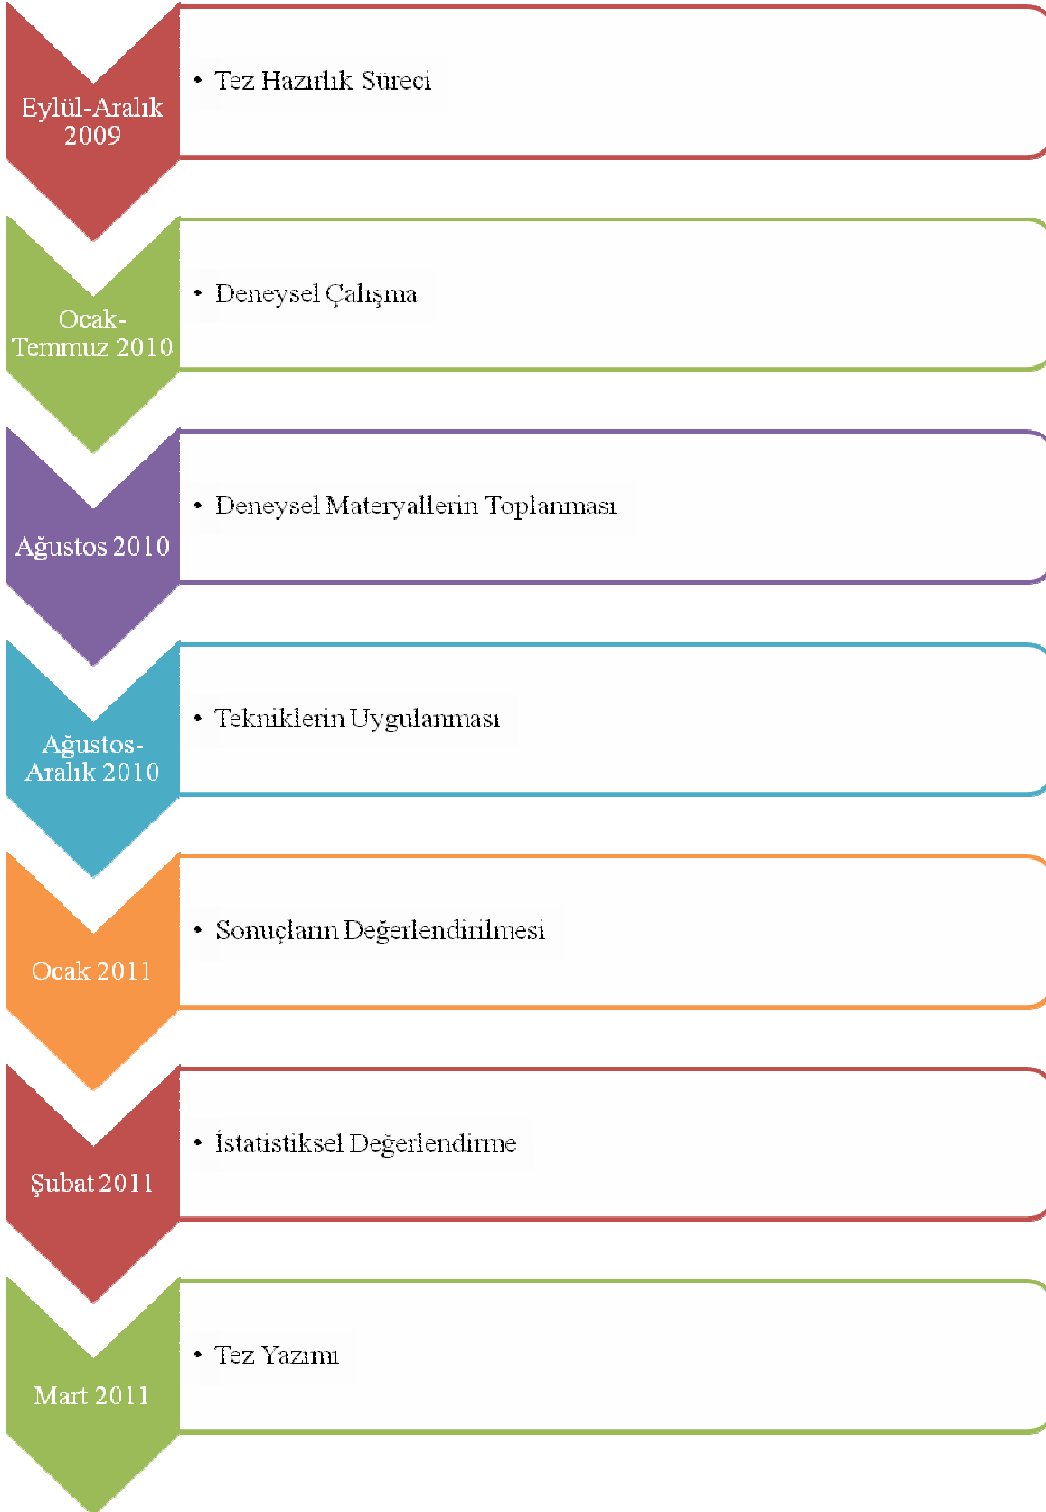 Eylül-Aralık
2009
• Tez Hazırlık Süreci
Ocak-
Temmuz 2010
• Deneysel Çalışma
Ağustos 2010
• Deneysel Materyallerin Toplanması
Ağustos-
Aralık 2010
• Tekniklerin Uygulanması
Ocak 2011
• Sonuçların Değerlendirilmesi
Şubat 2011
• İstatistiksel Değerlendirme
Mart 2011
• Tez Yazımı